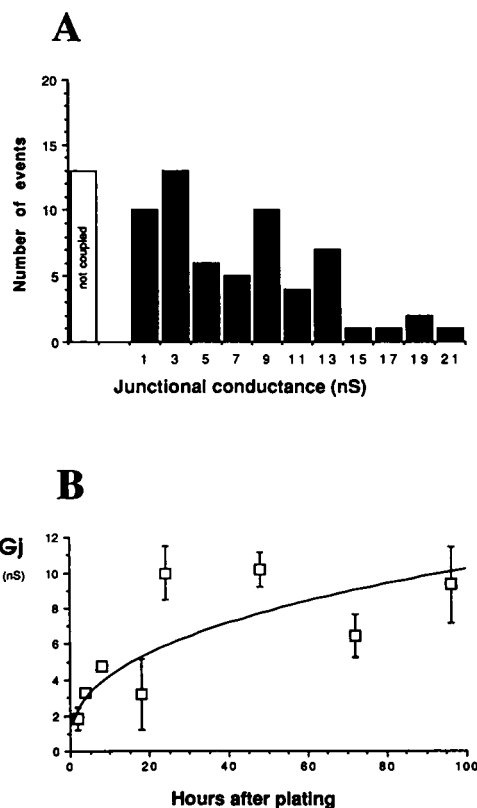 A
20
15
10
5
0
Number of events
not coupled
1 3 5 7 9 11 13 15 17 19 21
Junctional conductance (nS)
B
Gj
(nS)
12
10
8
6
4
2
0
0 20 40 60 80 100
Hours after plating